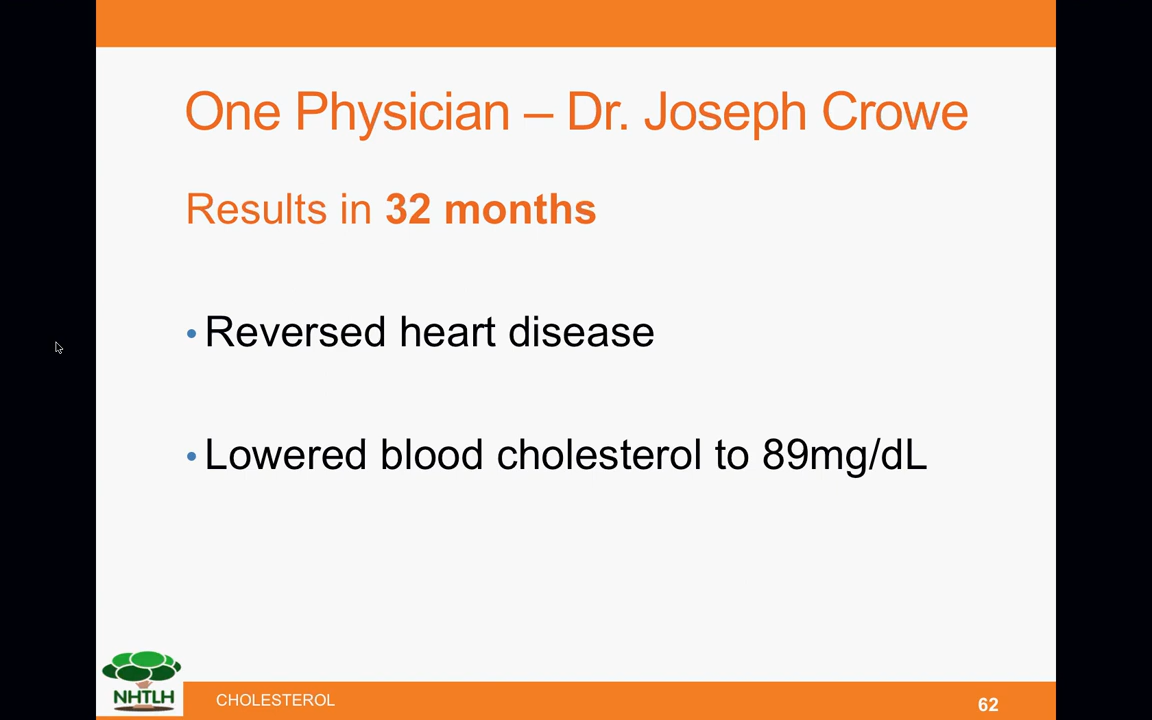 One Physician – Dr. Joseph Crowe
Results in 32 months
• Reversed heart disease
• Lowered blood cholesterol to 89mg/dL
NHTLH
CHOLESTEROL
62